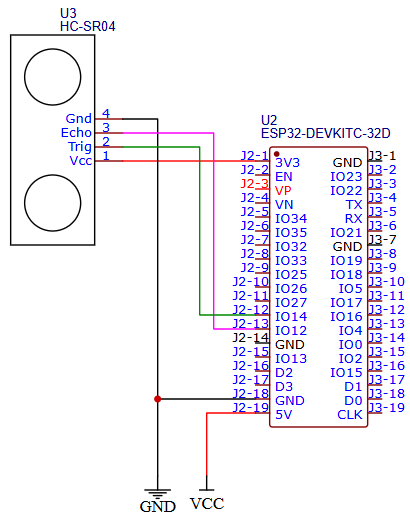 U3
HC-SR04
Gnd 4
Echo 3
Trig 2
Vcc 1
U2
ESP32-DEVKITC-32D
J2-1 3V3 GND J3-1
J2-2 EN IO23 J3-2
J2-3 VP IO22 J3-3
J2-4 VN TX J3-4
J2-5 IO34 RX J3-5
J2-6 IO35 IO21 J3-6
J2-7 IO32 GND J3-7
J2-8 IO33 IO19 J3-8
J2-9 IO25 IO18 J3-9
J2-10 IO26 IO5 J3-10
J2-11 IO27 IO17 J3-11
J2-12 IO14 IO16 J3-12
J2-13 IO12 IO4 J3-13
J2-14 GND IO0 J3-14
J2-15 IO13 IO2 J3-15
J2-16 D2 IO15 J3-16
J2-17 D3 D1 J3-17
J2-18 GND D0 J3-18
J2-19 5V CLK J3-19
GND VCC